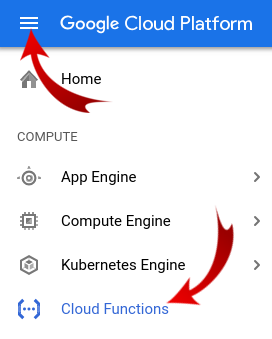 Google Cloud Platform
Home
COMPUTE
App Engine
Compute Engine
Kubernetes Engine
Cloud Functions